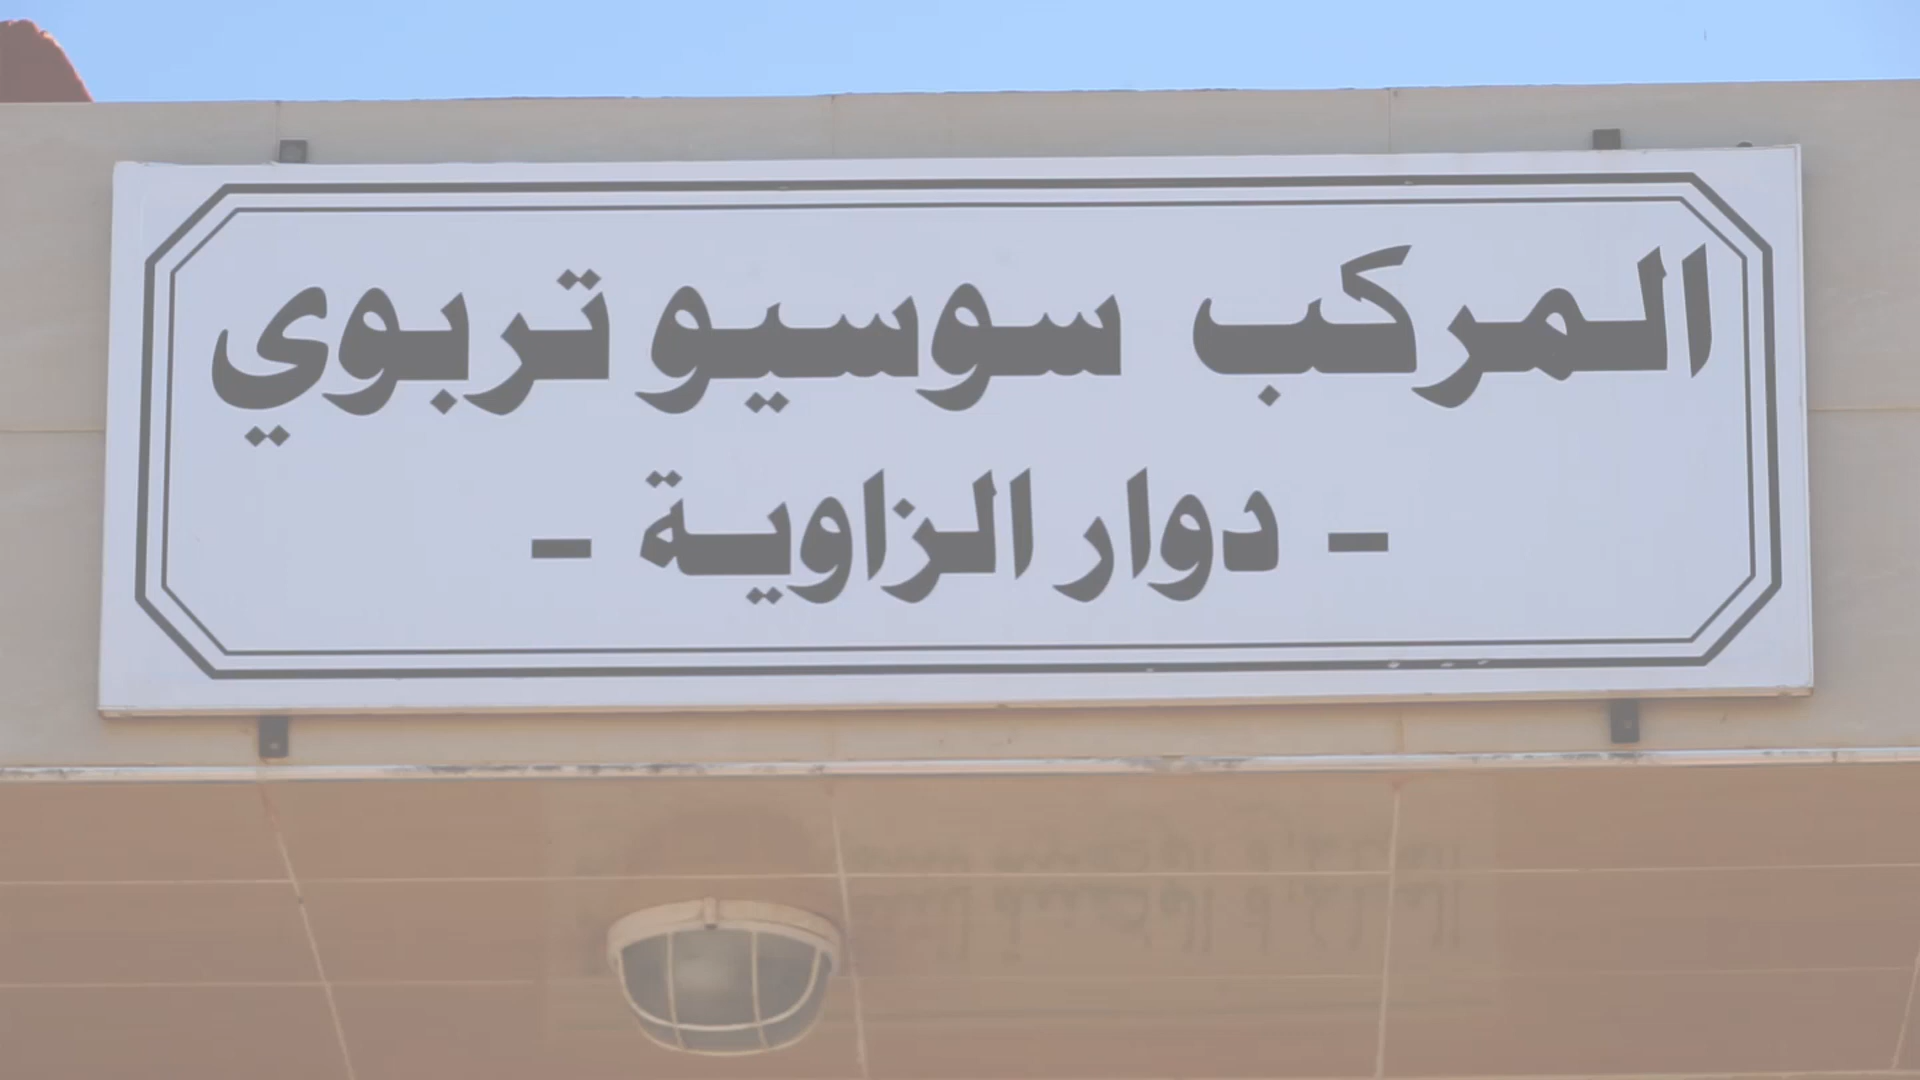 المركب سوسيو تربوي
- دوار الزاوية -